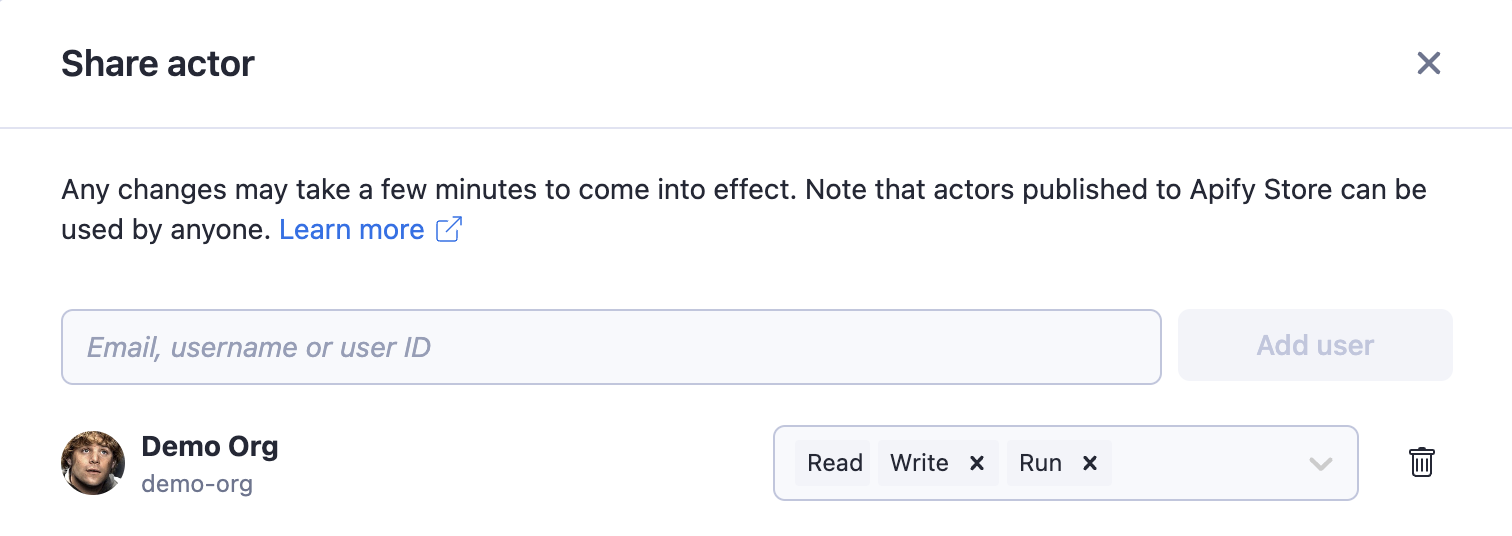 Share actor
Any changes may take a few minutes to come into effect. Note that actors published to Apify Store can be
used by anyone. Learn more
Email, username or user ID
Add user
Demo Org
demo-org
Read
Write
Run